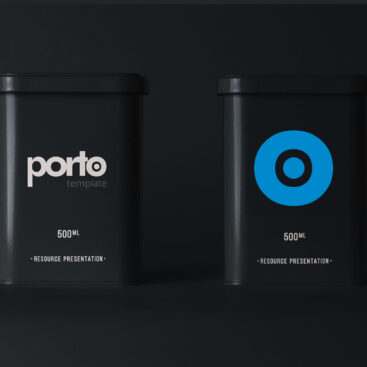 porto
template
500ML
·RESOURCE PRESENTATION·
500ML
·RESOURCE PRESENTATION·